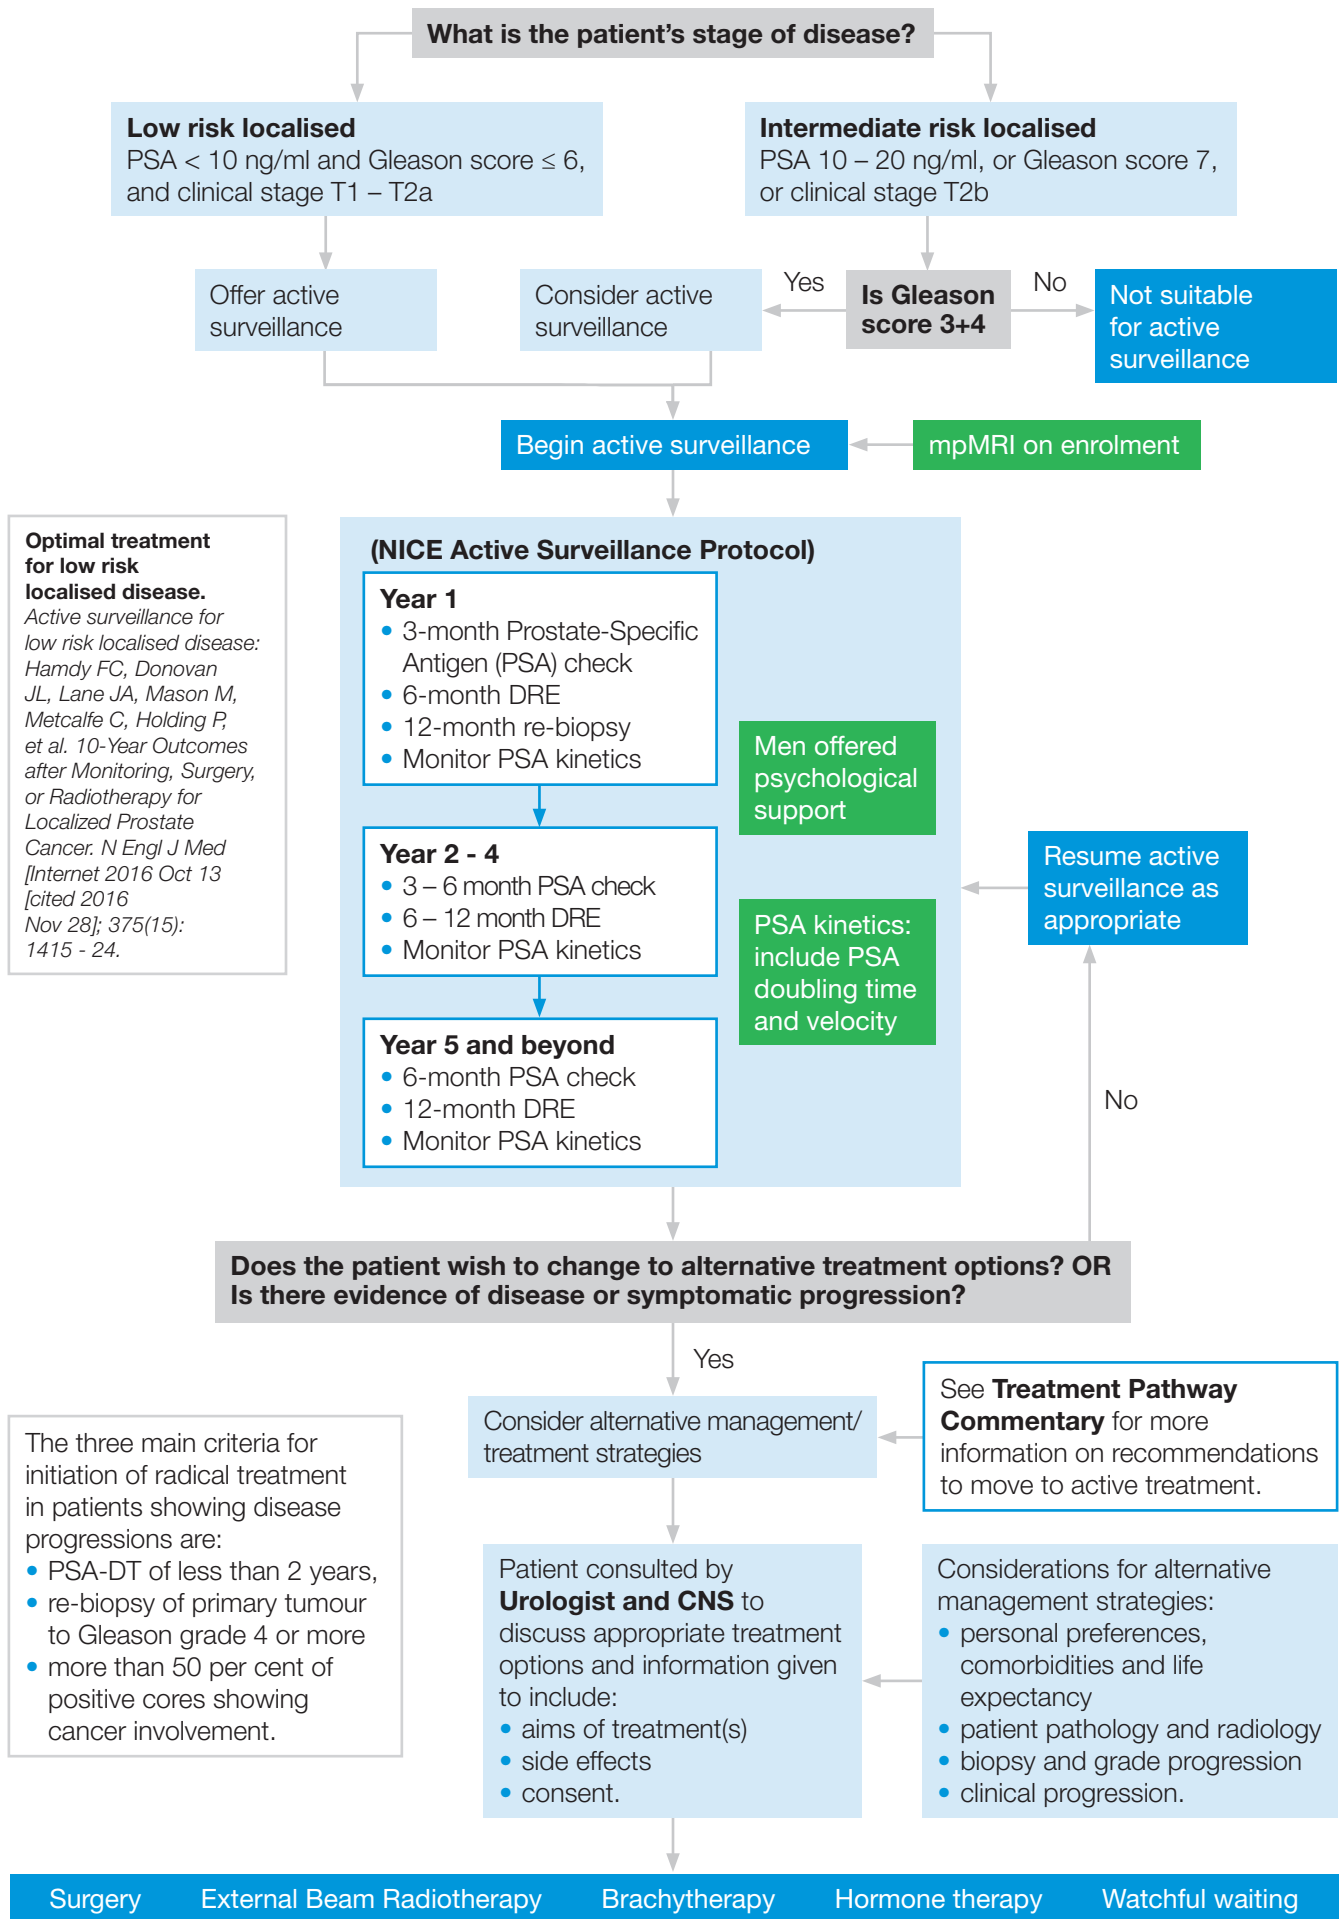 What is the patient’s stage of disease?
Low risk localised
PSA < 10 ng/ml and Gleason score ≤ 6,
and clinical stage T1 – T2a
Intermediate risk localised
PSA 10 – 20 ng/ml, or Gleason score 7,
or clinical stage T2b
Offer active
surveillance
Consider active
surveillance
Yes
Is Gleason
score 3+4
No
Not suitable
for active
surveillance
Begin active surveillance
mpMRI on enrolment
Optimal treatment
for low risk
localised disease.
Active surveillance for
low risk localised disease:
Hamdy FC, Donovan
JL, Lane JA, Mason M,
Metcalfe C, Holding P,
et al. 10-Year Outcomes
after Monitoring, Surgery,
or Radiotherapy for
Localized Prostate
Cancer. N Engl J Med
[Internet 2016 Oct 13
[cited 2016
Nov 28]; 375(15):
1415 - 24.
(NICE Active Surveillance Protocol)
Year 1
• 3-month Prostate-Specific
Antigen (PSA) check
• 6-month DRE
• 12-month re-biopsy
• Monitor PSA kinetics
Year 2 - 4
• 3 – 6 month PSA check
• 6 – 12 month DRE
• Monitor PSA kinetics
Year 5 and beyond
• 6-month PSA check
• 12-month DRE
• Monitor PSA kinetics
Men offered
psychological
support
PSA kinetics:
include PSA
doubling time
and velocity
Resume active
surveillance as
appropriate
No
Does the patient wish to change to alternative treatment options? OR
Is there evidence of disease or symptomatic progression?
Yes
Consider alternative management/
treatment strategies
See Treatment Pathway
Commentary for more
information on recommendations
to move to active treatment.
The three main criteria for
initiation of radical treatment
in patients showing disease
progressions are:
• PSA-DT of less than 2 years,
• re-biopsy of primary tumour
to Gleason grade 4 or more
• more than 50 per cent of
positive cores showing
cancer involvement.
Patient consulted by
Urologist and CNS to
discuss appropriate treatment
options and information given
to include:
• aims of treatment(s)
• side effects
• consent.
Considerations for alternative
management strategies:
• personal preferences,
comorbidities and life
expectancy
• patient pathology and radiology
• biopsy and grade progression
• clinical progression.
Surgery External Beam Radiotherapy Brachytherapy Hormone therapy Watchful waiting